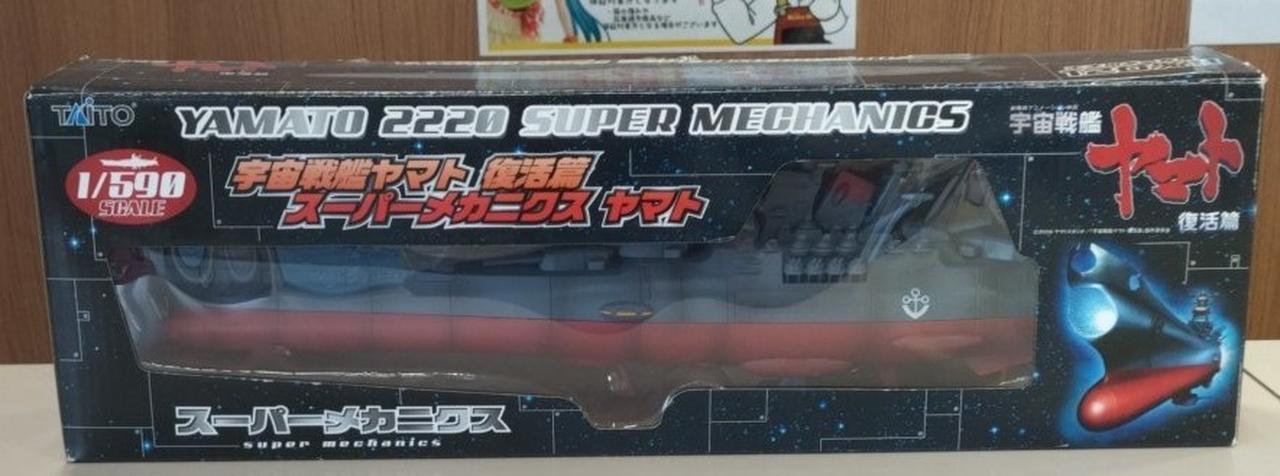 TAITO
YAMATO 2220 SUPER MECHANICS
1/590
SCALE
宇宙戦艦ヤマト 復活篇
スーパーメカニクス ヤマト
宇宙戦艦
ヤマト
復活篇
スーパーメカニクス
super mechanics